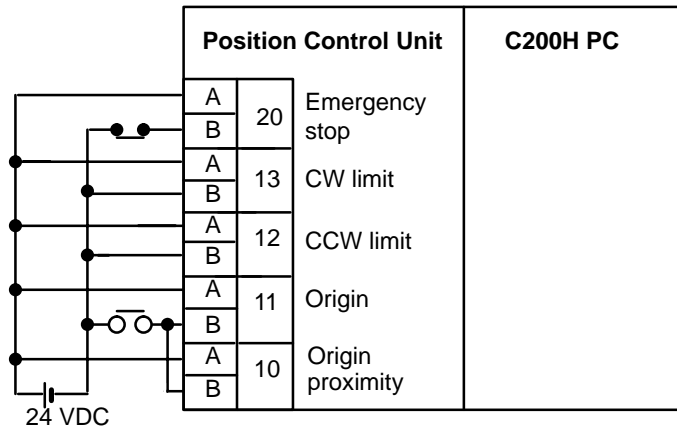 Position Control Unit
C200H PC
A
20
Emergency
B
stop
A
13
CW limit
B
A
12
CCW limit
B
A
11
Origin
B
A
10
Origin
B
proximity
24 VDC